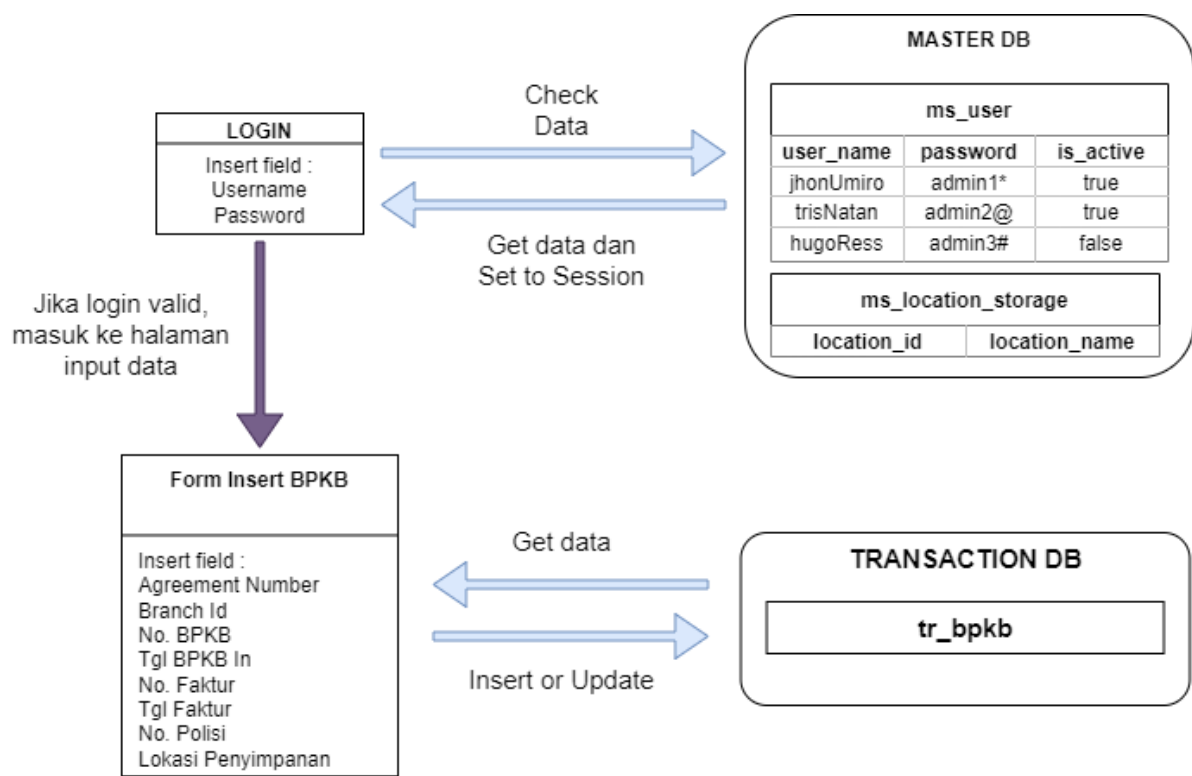 MASTER DB
ms_user
user_name password is_active
jhonUmiro admin1* true
trisNatan admin2@ true
hugoRess admin3# false
ms_location_storage
location_id location_name
Check
Data
Get data dan
Set to Session
LOGIN
Insert field :
Username
Password
Jika login valid,
masuk ke halaman
input data
Form Insert BPKB
Insert field :
Agreement Number
Branch Id
No. BPKB
Tgl BPKB In
No. Faktur
Tgl Faktur
No. Polisi
Lokasi Penyimpanan
Get data
Insert or Update
TRANSACTION DB
tr_bpkb